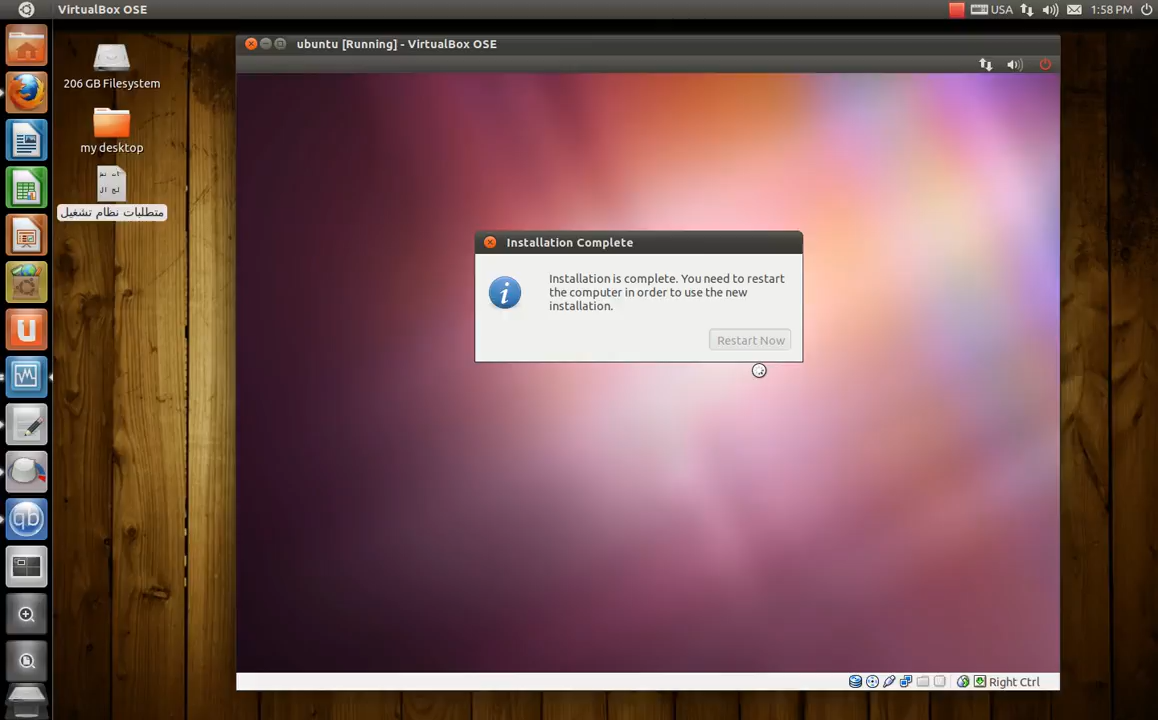 VirtualBox OSE
USA
1:58 PM
206 GB Filesystem
my desktop
متطلبات نظام تشغيل
ubuntu [Running] - VirtualBox OSE
Installation Complete
Installation is complete. You need to restart
the computer in order to use the new
installation.
Restart Now
Right Ctrl
qb